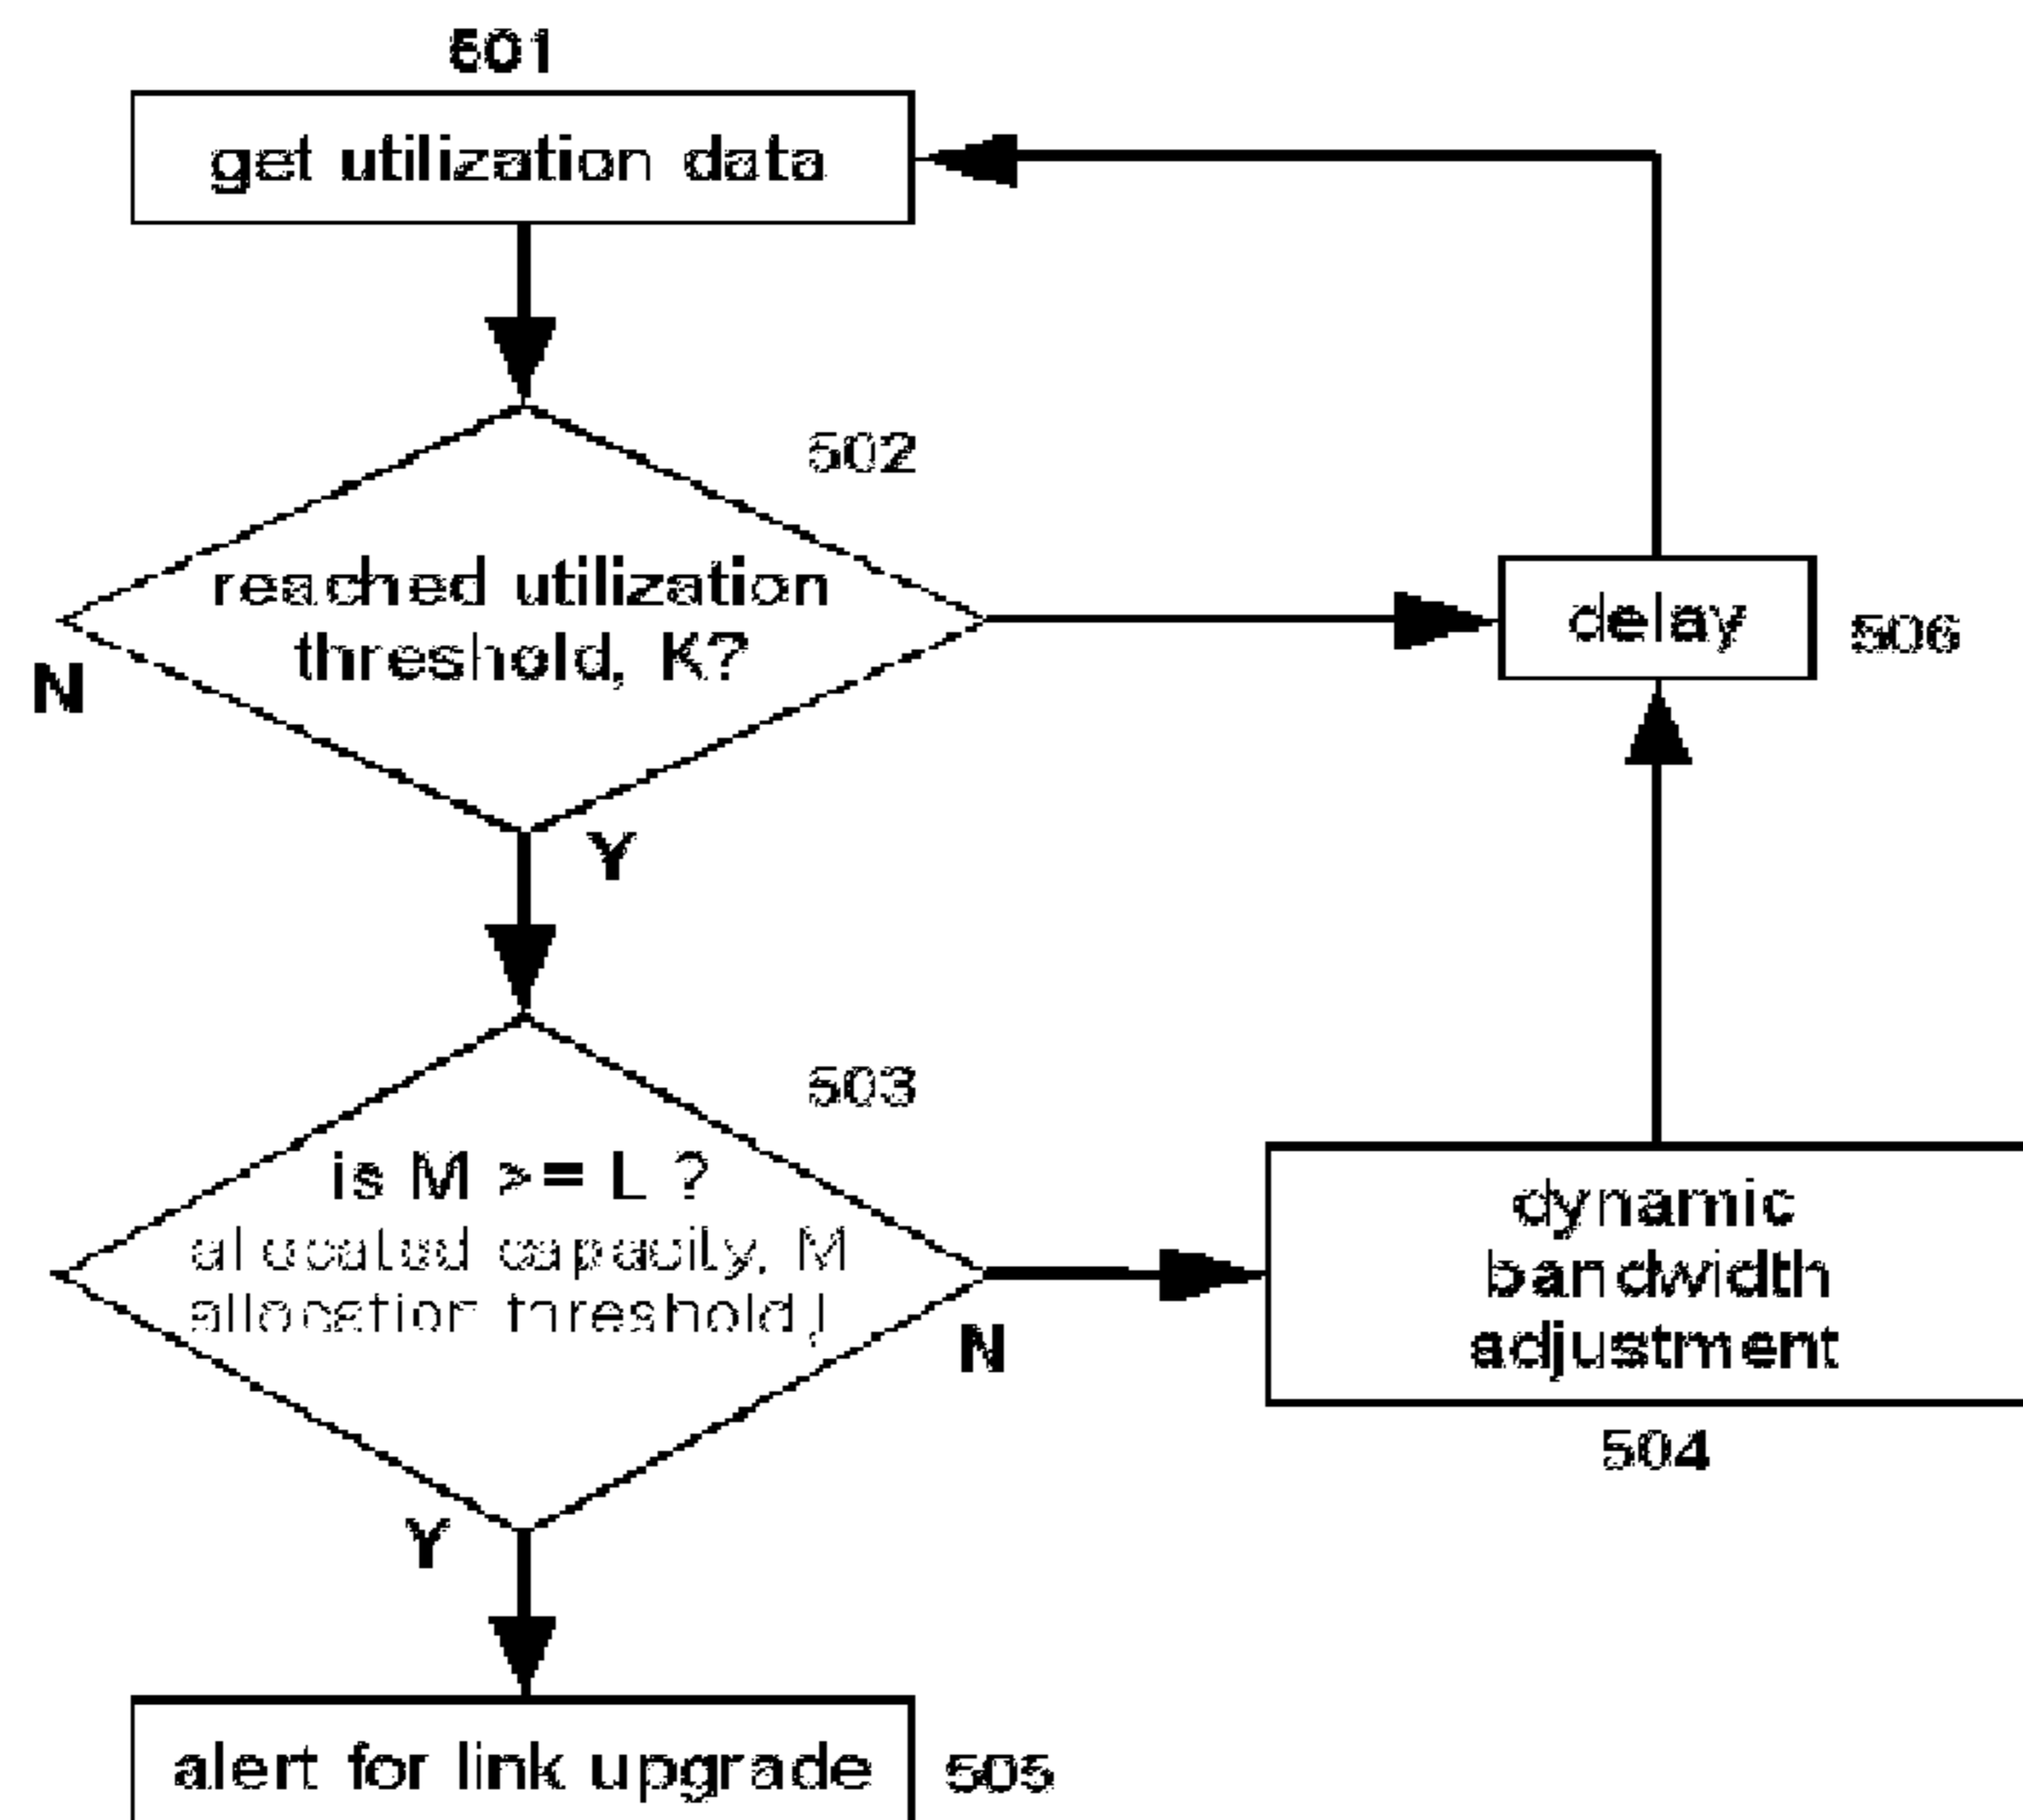 501
get utilization data
502
reached utilization
threshold, K?
N
delay
506
Y
503
is M >= L ?
allocated capacity, M
allocation threshold,
N
dynamic
bandwidth
adjustment
504
Y
alert for link upgrade
505